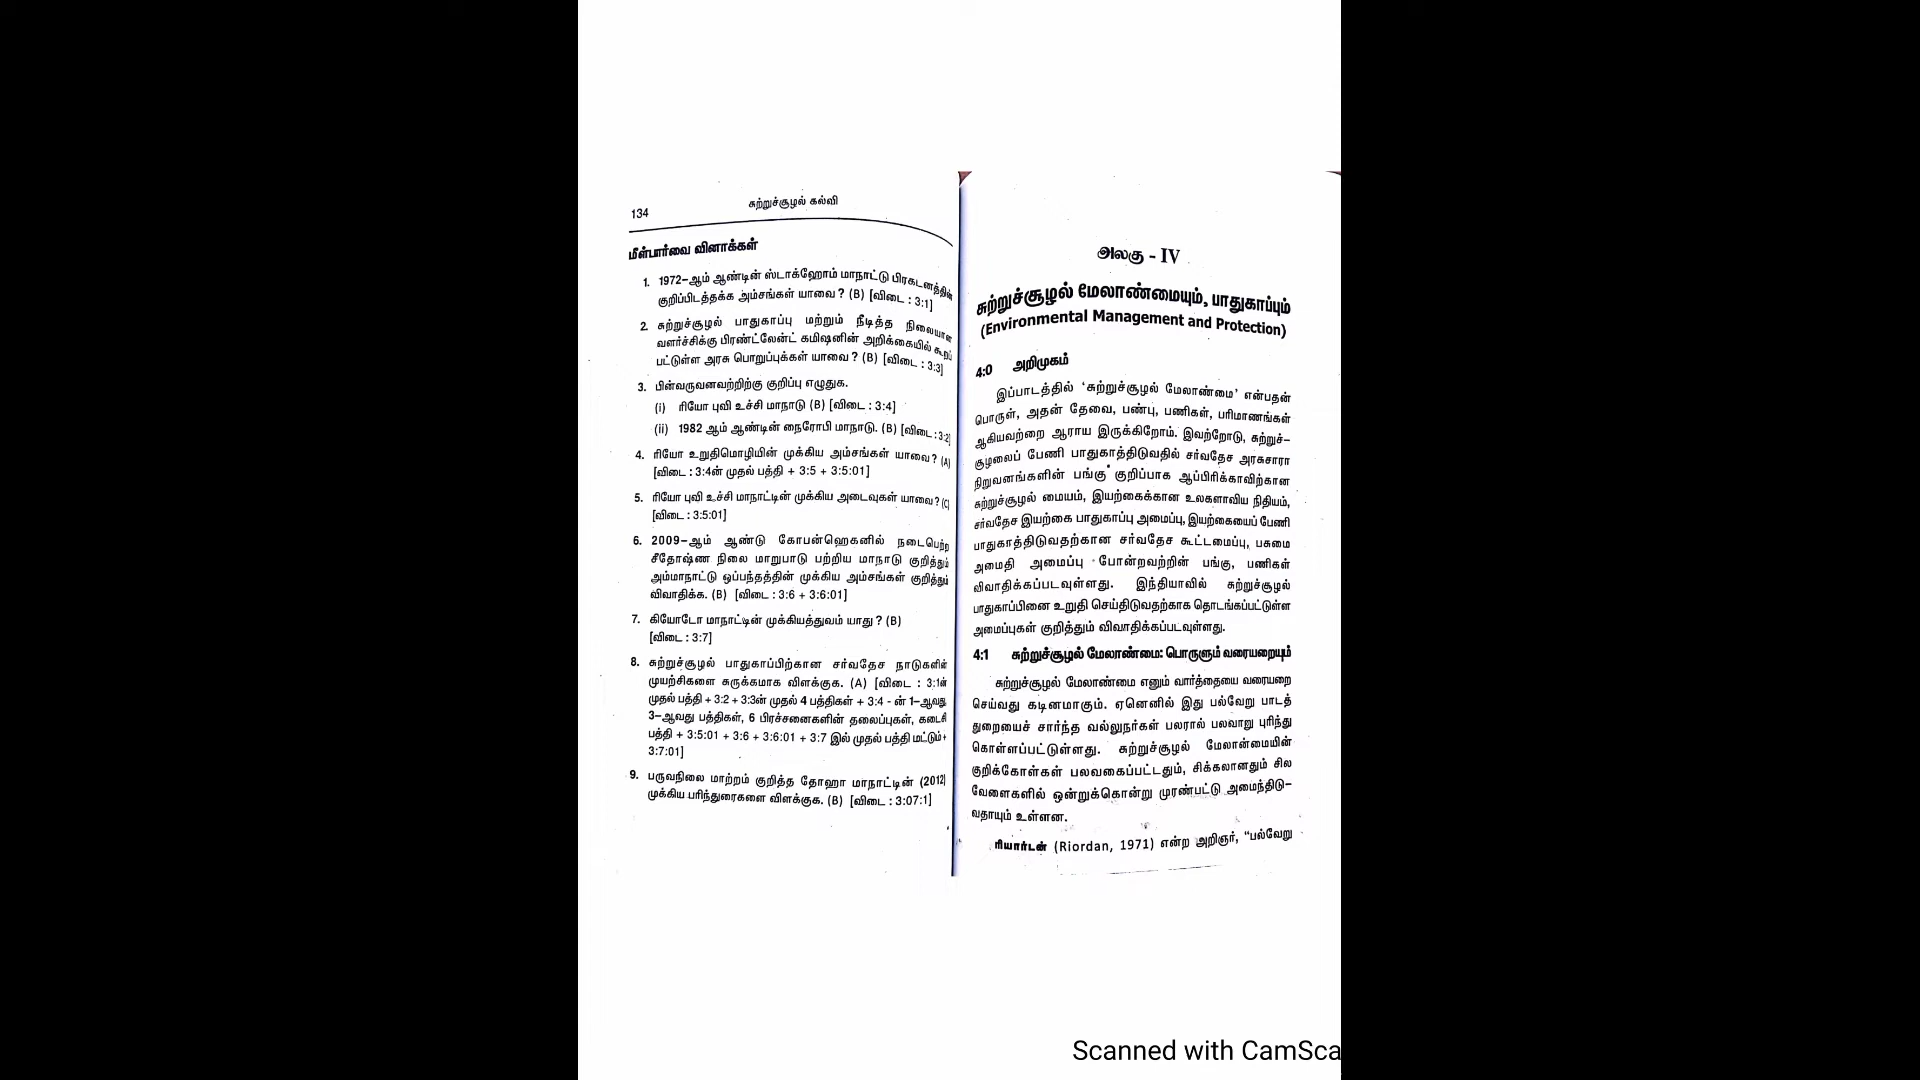 134
சுற்றுச்சூழல் கல்வி
மீள்பார்வை வினாக்கள்
1. 1972–ஆம் ஆண்டின் ஸ்டாக்ஹோம் மாநாட்டு பிரகடனத்தின்
குறிப்பிடத்தக்க அம்சங்கள் யாவை ? (B) [விடை : 3:1]
2. சுற்றுச்சூழல் பாதுகாப்பு மற்றும் நீடித்த நிலையான
வளர்ச்சிக்கு பிரண்ட்லேன்ட் கமிஷனின் அறிக்கையில் கூறப்
பட்டுள்ள அரசு பொறுப்புக்கள் யாவை ? (B) [விடை : 3:3]
3. பின்வருவனவற்றிற்கு குறிப்பு எழுதுக.
(i) ரியோ புவி உச்சி மாநாடு (B) [விடை : 3:4]
(ii) 1982 ஆம் ஆண்டின் நைரோபி மாநாடு. (B) [விடை : 3:2]
4. ரியோ உறுதிமொழியின் முக்கிய அம்சங்கள் யாவை ? (A)
[விடை : 3:4ன் முதல் பத்தி + 3:5 + 3:5:01]
5. ரியோ புவி உச்சி மாநாட்டின் முக்கிய அடைவுகள் யாவை ? (C)
[விடை : 3:5:01]
6. 2009–ஆம் ஆண்டு கோபன்ஹெகனில் நடைபெற்ற
சீதோஷ்ண நிலை மாறுபாடு பற்றிய மாநாடு குறித்தும்
அம்மாநாட்டு ஒப்பந்தத்தின் முக்கிய அம்சங்கள் குறித்தும்
விவாதிக்க. (B) [விடை : 3:6 + 3:6:01]
7. கியோடோ மாநாட்டின் முக்கியத்துவம் யாது ? (B)
[விடை : 3:7]
8. சுற்றுச்சூழல் பாதுகாப்பிற்கான சர்வதேச நாடுகளின்
முயற்சிகளை சுருக்கமாக விளக்குக. (A) [விடை : 3:1ன்
முதல் பத்தி + 3:2 + 3:3ன் முதல் 4 பத்திகள் + 3:4 - ன் 1–ஆவது,
3–ஆவது பத்திகள், 6 பிரச்சனைகளின் தலைப்புகள், கடைசி
பத்தி + 3:5:01 + 3:6 + 3:6:01 + 3:7 இல் முதல் பத்தி மட்டும் +
3:7:01]
9. பருவநிலை மாற்றம் குறித்த தோஹா மாநாட்டின் (2012)
முக்கிய பரிந்துரைகளை விளக்குக. (B) [விடை : 3:07:1]
அலகு – IV
சுற்றுச்சூழல் மேலாண்மையும், பாதுகாப்பும்
(Environmental Management and Protection)
4:0 அறிமுகம்
இப்பாடத்தில் ‘சுற்றுச்சூழல் மேலாண்மை’ என்பதன்
பொருள், அதன் தேவை, பண்பு, பணிகள், பரிமாணங்கள்
ஆகியவற்றை ஆராய இருக்கிறோம். இவற்றோடு, சுற்றுச்–
சூழலைப் பேணி பாதுகாத்திடுவதில் சர்வதேச அரசுசாரா
நிறுவனங்களின் பங்கு குறிப்பாக ஆப்பிரிக்காவிற்கான
சுற்றுச்சூழல் மையம், இயற்கைக்கான உலகளாவிய நிதியம்,
சர்வதேச இயற்கை பாதுகாப்பு அமைப்பு, இயற்கையைப் பேணி
பாதுகாத்திடுவதற்கான சர்வதேச கூட்டமைப்பு, பசுமை
அமைதி அமைப்பு போன்றவற்றின் பங்கு, பணிகள்
விவாதிக்கப்படவுள்ளது. இந்தியாவில் சுற்றுச்சூழல்
பாதுகாப்பினை உறுதி செய்திடுவதற்காக தொடங்கப்பட்டுள்ள
அமைப்புகள் குறித்தும் விவாதிக்கப்படவுள்ளது.
4:1 சுற்றுச்சூழல் மேலாண்மை: பொருளும் வரையறையும்
சுற்றுச்சூழல் மேலாண்மை எனும் வார்த்தையை வரையறை
செய்வது கடினமாகும். ஏனெனில் இது பல்வேறு பாடத்
துறையைச் சார்ந்த வல்லுநர்கள் பலரால் பலவாறு புரிந்து
கொள்ளப்பட்டுள்ளது. சுற்றுச்சூழல் மேலான்மையின்
குறிக்கோள்கள் பலவகைப்பட்டதும், சிக்கலானதும் சில
வேளைகளில் ஒன்றுக்கொன்று முரண்பட்டு அமைந்திடு–
வதாயும் உள்ளன.
ரியார்டன் (Riordan, 1971) என்ற அறிஞர், “பல்வேறு
Scanned with CamSca